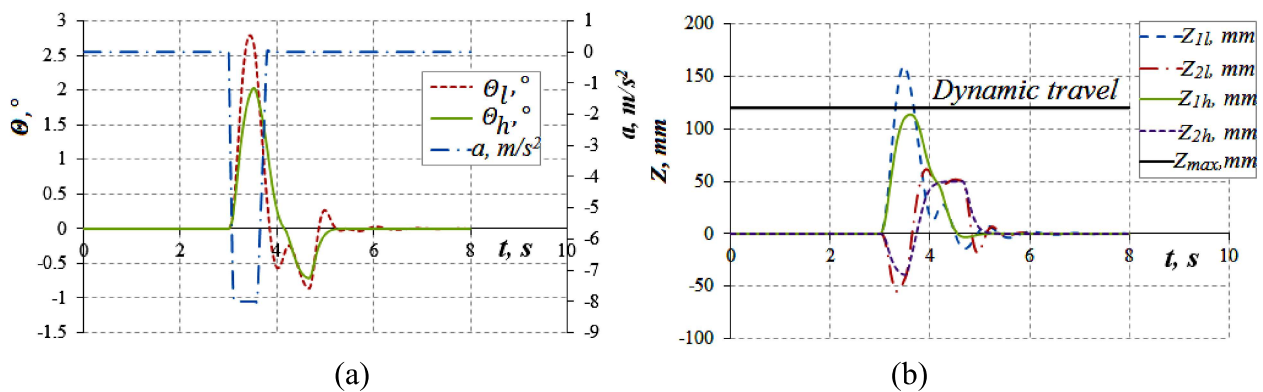 3
2.5
2
1.5
1
0.5
0
-0.5
-1
-1.5
Θ,°
0
2
4
6
8
10
t, s
1
0
-1
-2
-3
-4
-5
-6
-7
-8
-9
a, m/s²
Θl,°
Θh,°
a, m/s²
(a)
200
150
100
50
0
-50
-100
Z, mm
0
2
4
6
8
10
t, s
Dynamic travel
Z1l, mm
Z2l, mm
Z1h, mm
Z2h, mm
Zmax,mm
(b)